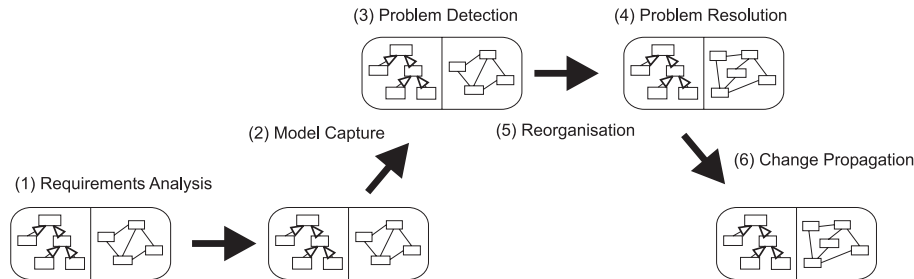 (3) Problem Detection
(4) Problem Resolution
(2) Model Capture
(5) Reorganisation
(6) Change Propagation
(1) Requirements Analysis